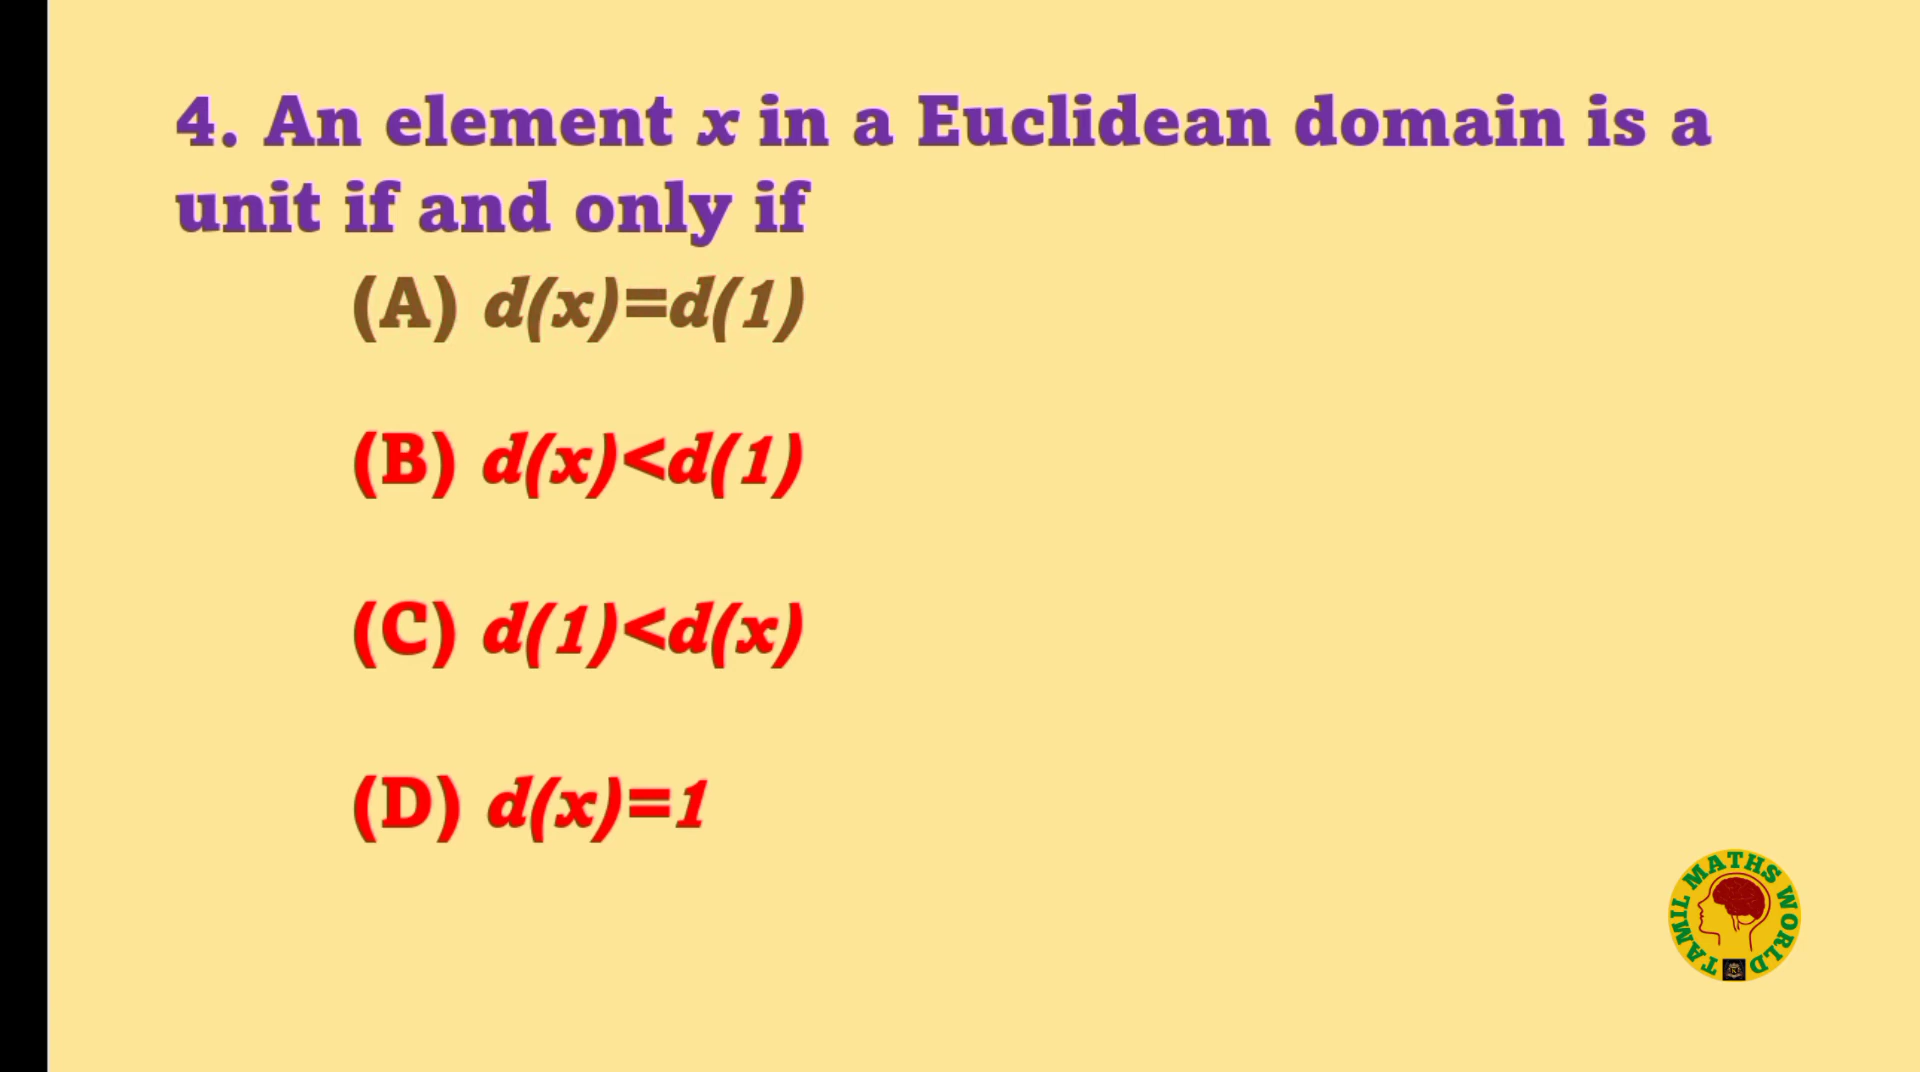 4. An element x in a Euclidean domain is a
unit if and only if
(A) d(x)=d(1)
(B) d(x)<d(1)
(C) d(1)<d(x)
(D) d(x)=1
TAMIL MATHS WORLD